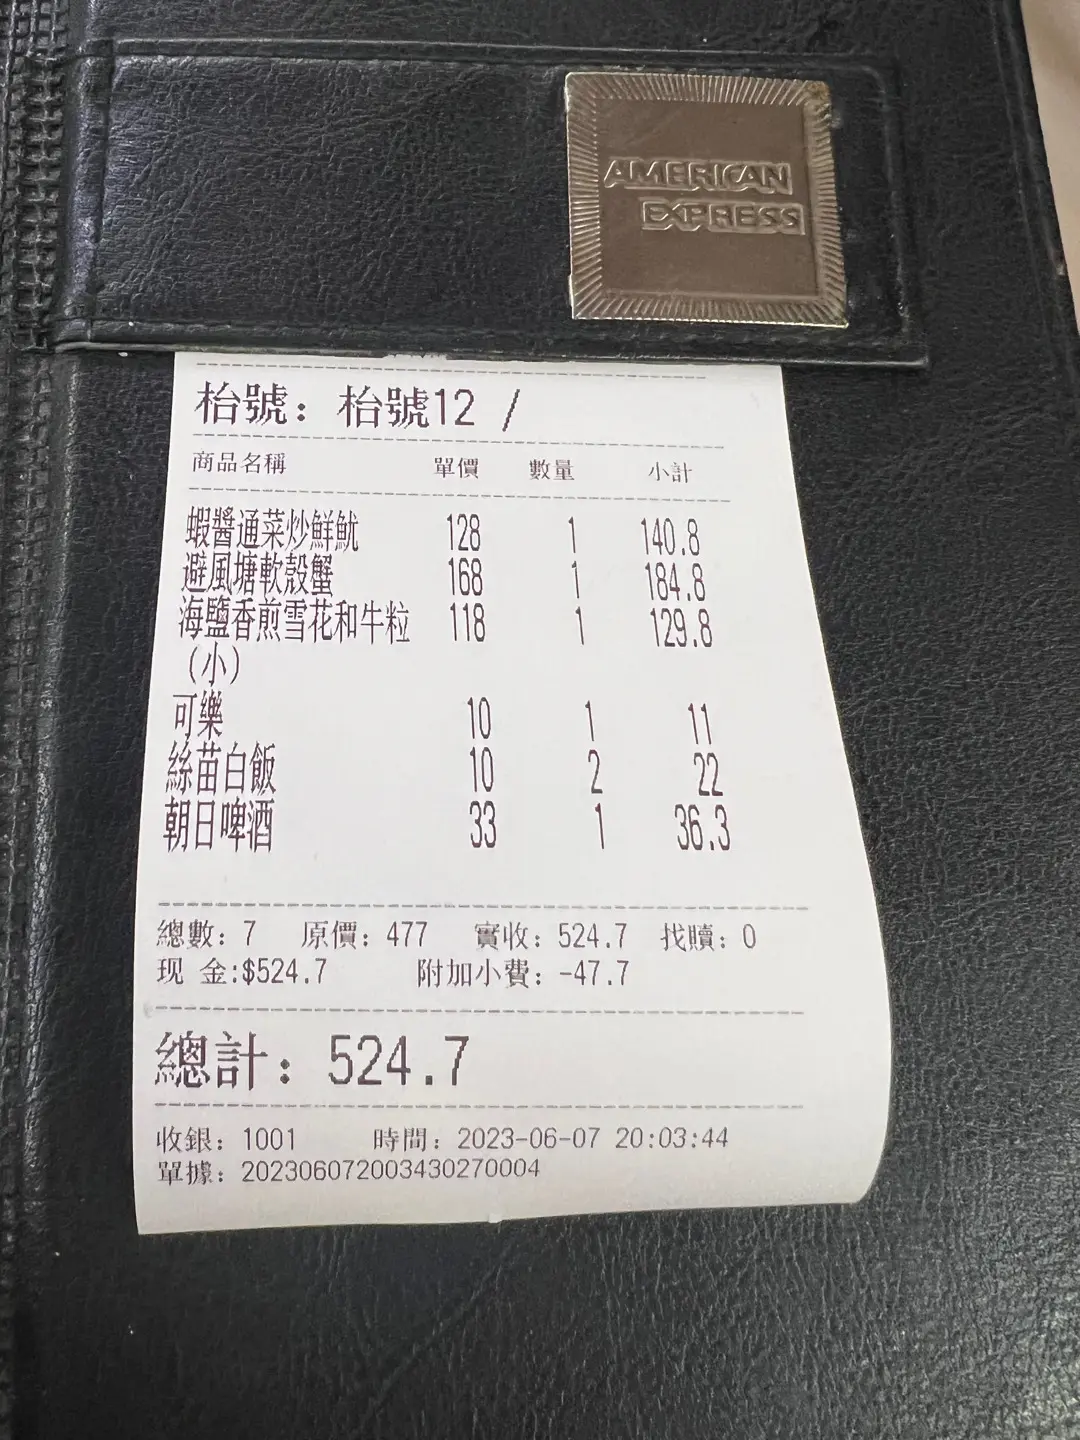 AMERICAN
EXPRESS
枱號：枱號12 /
商品名稱 單價 數量 小計
蝦醬通菜炒鮮魷 128 1 140.8
避風塘軟殼蟹 168 1 184.8
海鹽香煎雪花和牛粒 118 1 129.8
(小)
可樂 10 1 11
絲苗白飯 10 2 22
朝日啤酒 33 1 36.3
總數：7 原價：477 實收：524.7 找贖：0
现 金:$524.7 附加小費：-47.7
總計：524.7
收銀：1001 時間：2023-06-07 20:03:44
單據：202306072003430270004